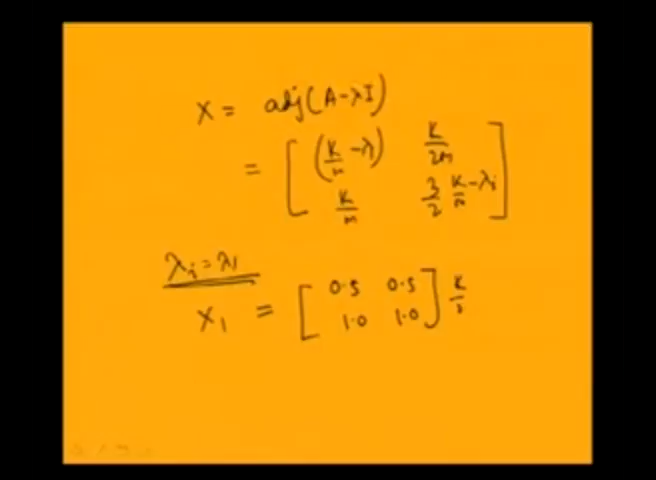 X = adj(A-λI)
= [ (K/m -λ) K/2m
K/m 3/2 K/m -λi ]
λi = λ1
X1 = [ 0.5 0.5
1.0 1.0 ] K